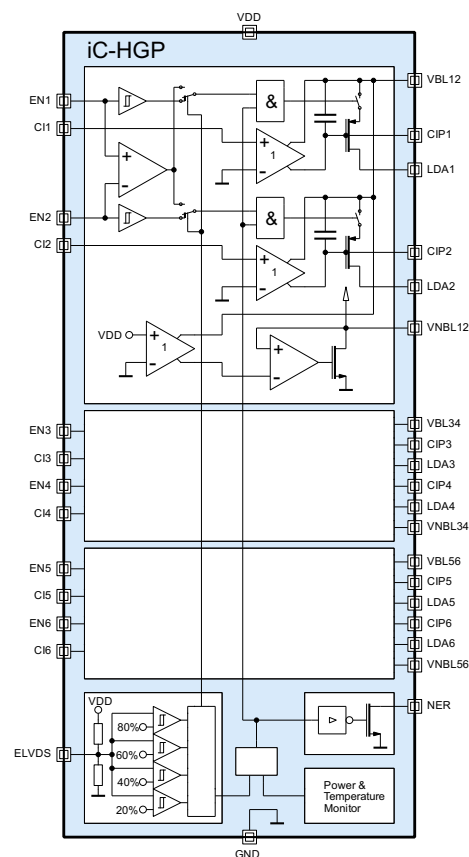 VDD
iC-HGP
EN1
CI1
EN2
CI2
&
1
&
1
VDD
1
+
-
+
-
+
-
+
-
+
-
VBL12
CIP1
LDA1
CIP2
LDA2
VNBL12
EN3
CI3
EN4
CI4
VBL34
CIP3
LDA3
CIP4
LDA4
VNBL34
EN5
CI5
EN6
CI6
VBL56
CIP5
LDA5
CIP6
LDA6
VNBL56
VDD
80%
60%
40%
20%
ELVDS
NER
Power &
Temperature
Monitor
GND